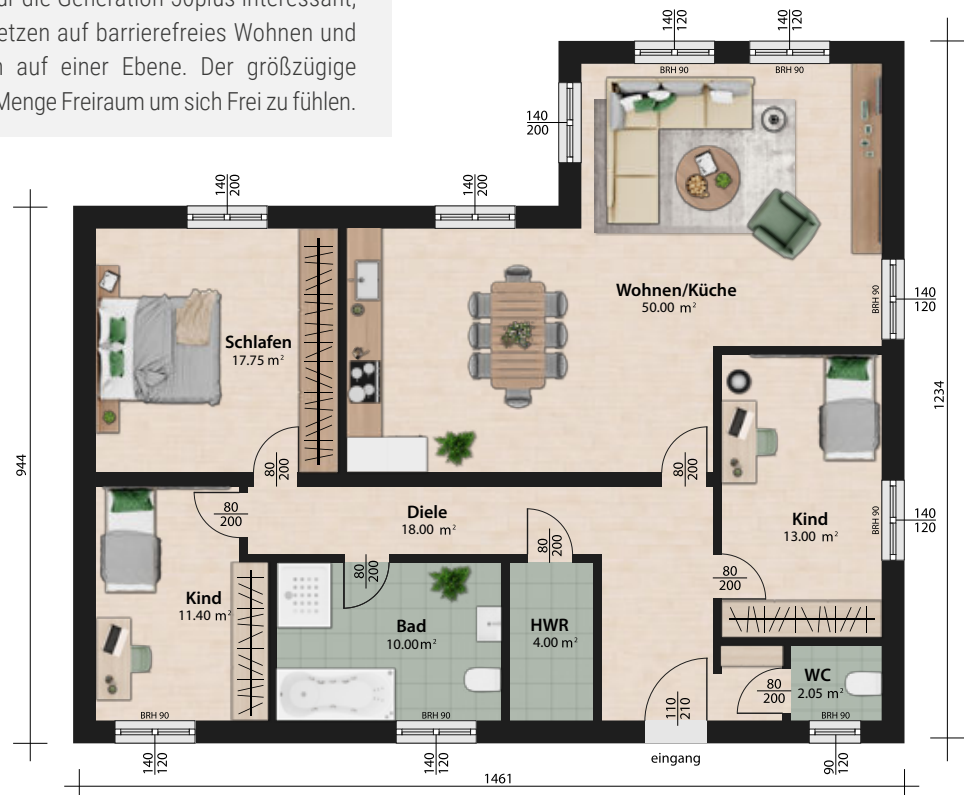 für die Generation 50plus interessant,
etzen auf barrierefreies Wohnen und
auf einer Ebene. Der größzügige
Menge Freiraum um sich Frei zu fühlen.
140
120
140
120
BRH 90
BRH 90
140
200
140
200
140
200
Wohnen/Küche
50.00 m²
BRH 90
140
120
Schlafen
17.75 m²
1234
944
80
200
80
200
80
200
Diele
18.00 m²
80
200
Kind
13.00 m²
BRH 90
140
120
80
200
80
200
Kind
11.40 m²
Bad
10.00 m²
HWR
4.00 m²
WC
2.05 m²
80
200
110
210
BRH 90
BRH 90
BRH 90
140
120
140
120
eingang
90
120
1461